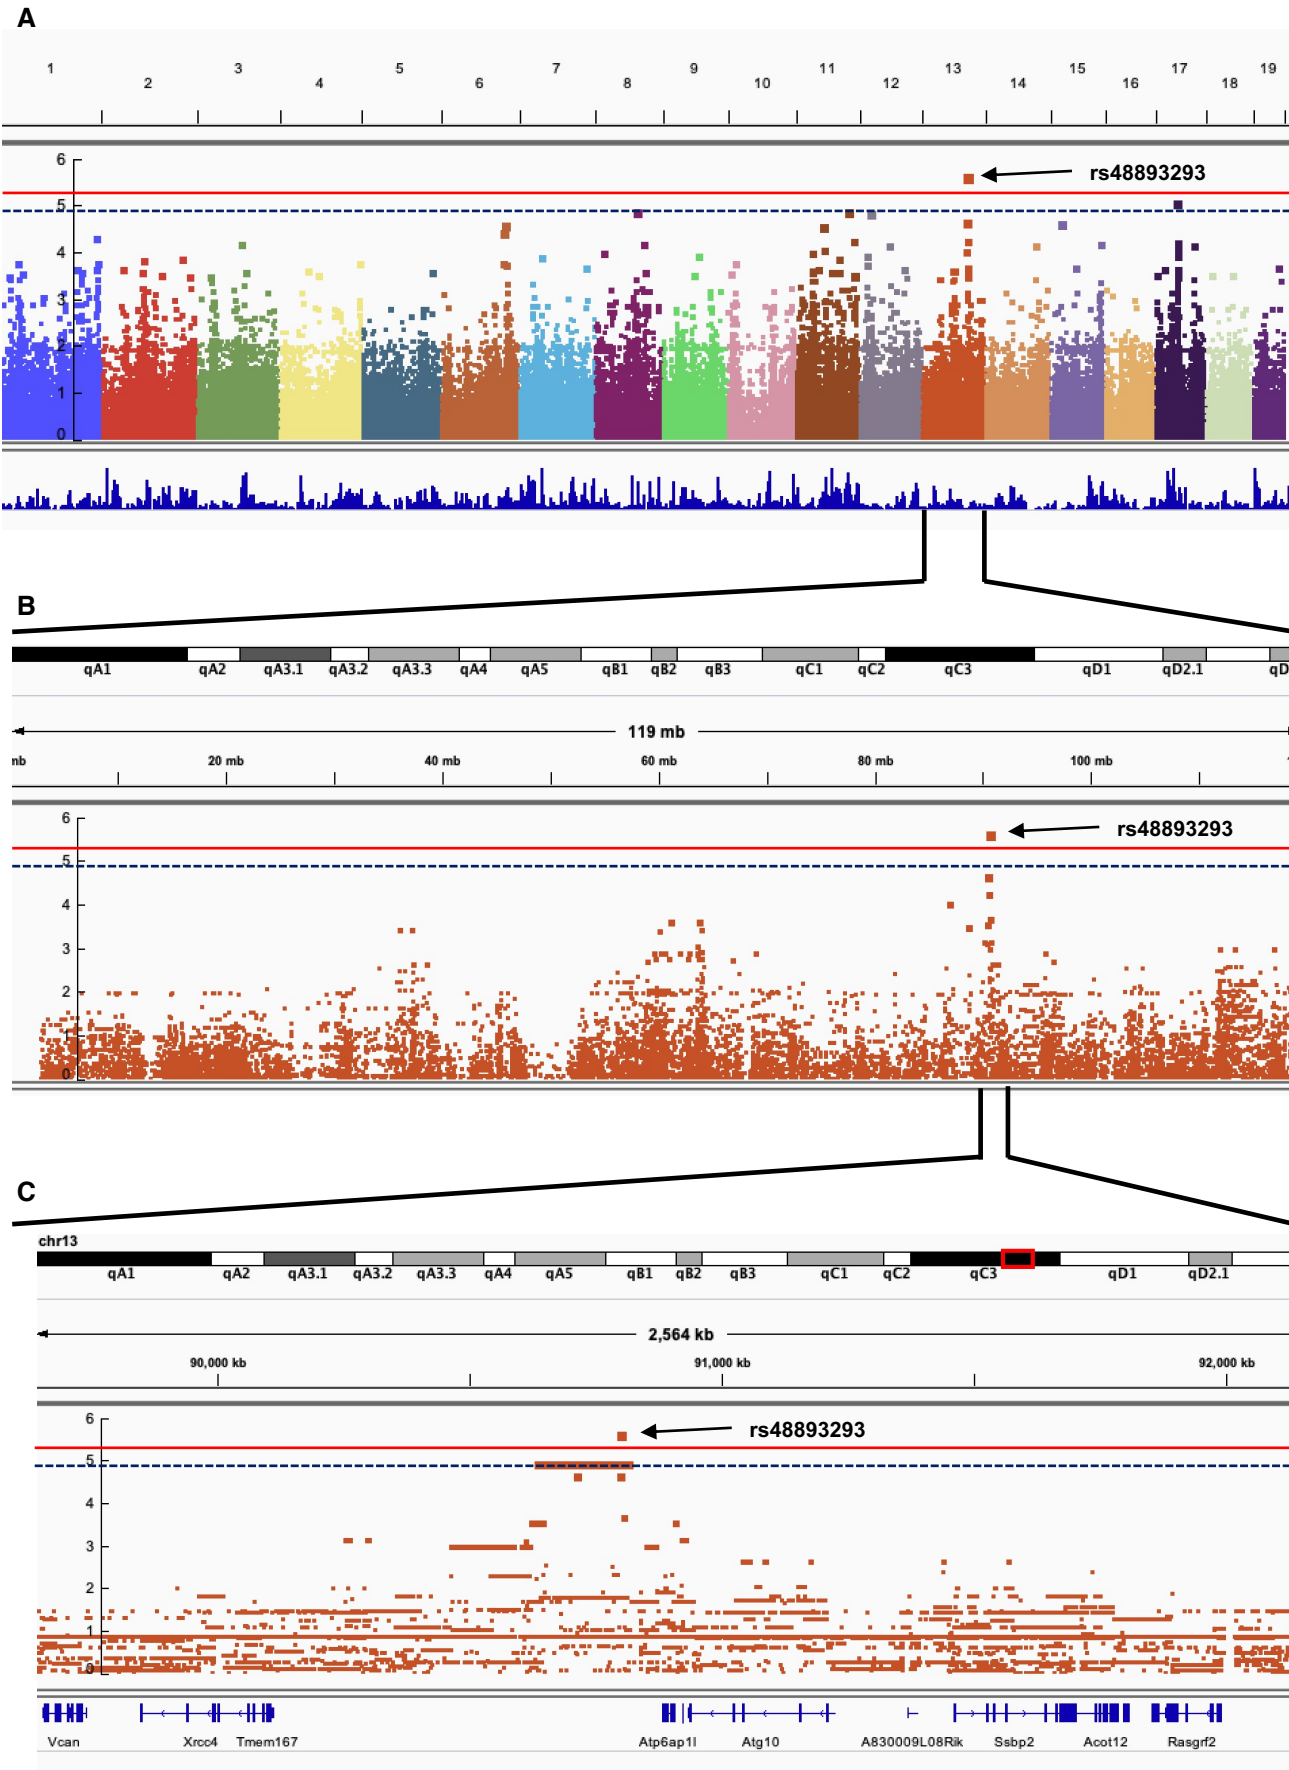 A
1 3 5 7 9 11 13 15 17 19
2 4 6 8 10 12 14 16 18
6
rs48893293
5
4
3
2
1
0
B
qA1 qA2 qA3.1 qA3.2 qA3.3 qA4 qA5 qB1 qB2 qB3 qC1 qC2 qC3 qD1 qD2.1 qD
119 mb
mb 20 mb 40 mb 60 mb 80 mb 100 mb 1
6
rs48893293
5
4
3
2
1
0
C
chr13
qA1 qA2 qA3.1 qA3.2 qA3.3 qA4 qA5 qB1 qB2 qB3 qC1 qC2 qC3 qD1 qD2.1
2,564 kb
90,000 kb 91,000 kb 92,000 kb
6
rs48893293
5
4
3
2
1
0
Vcan Xrcc4 Tmem167 Atp6ap1l Atg10 A830009L08Rik Ssbp2 Acot12 Rasgrf2